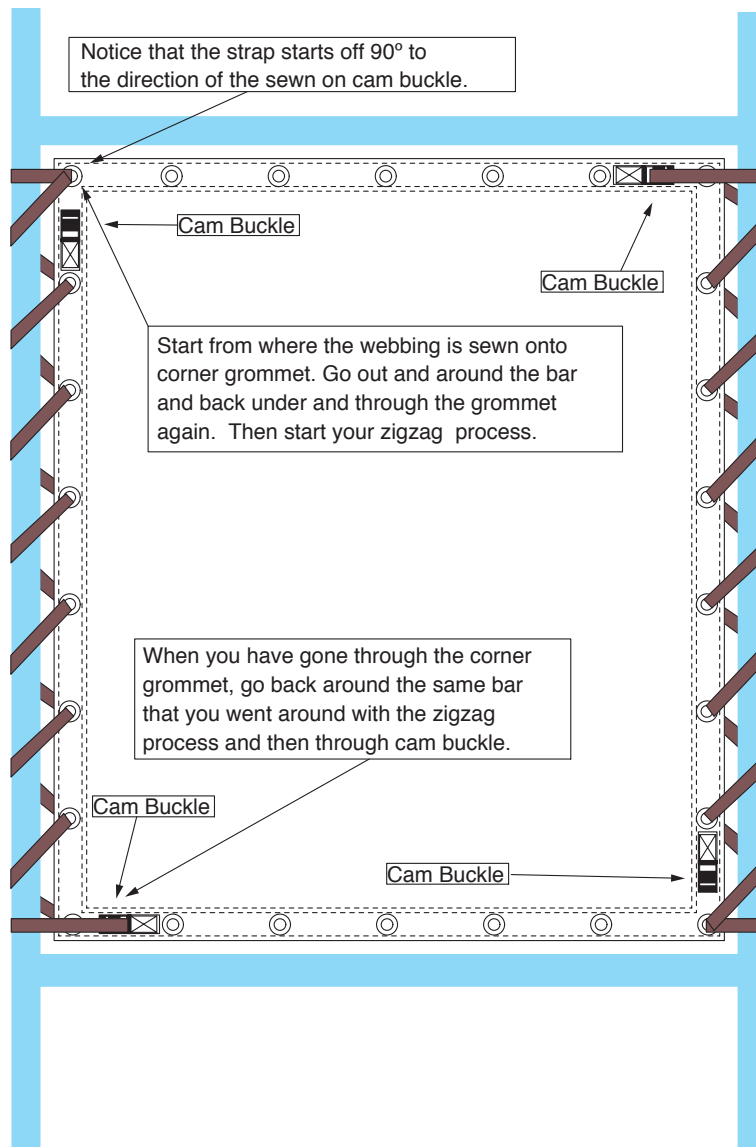 Notice that the strap starts off 90º to
the direction of the sewn on cam buckle.
Cam Buckle
Cam Buckle
Start from where the webbing is sewn onto
corner grommet. Go out and around the bar
and back under and through the grommet
again.  Then start your zigzag  process.
When you have gone through the corner
grommet, go back around the same bar
that you went around with the zigzag
process and then through cam buckle.
Cam Buckle
Cam Buckle